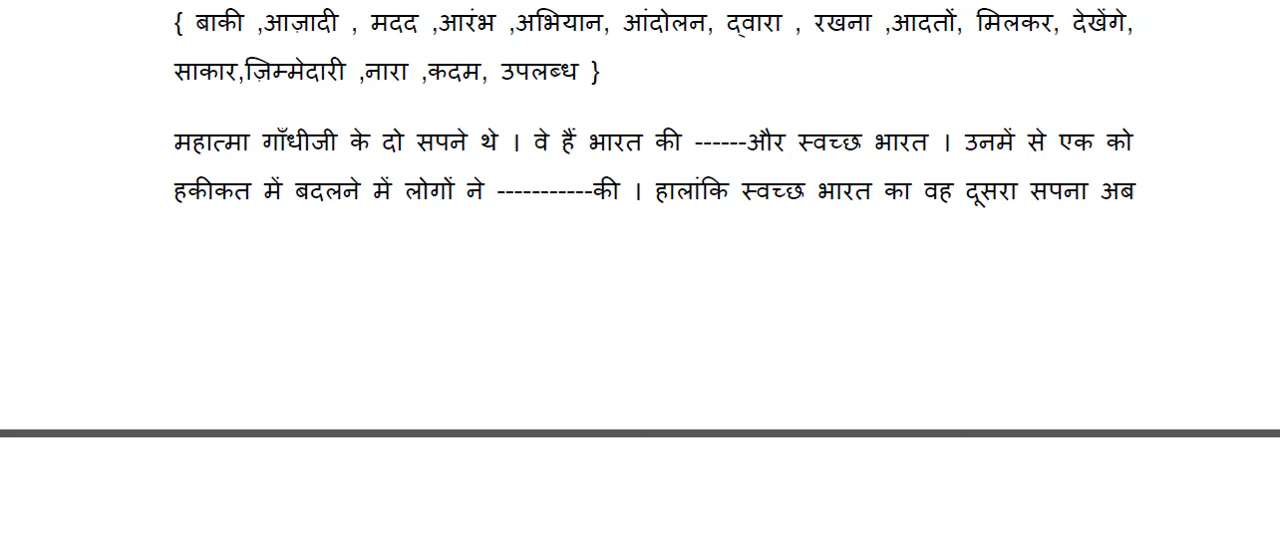 { बाकी ,आज़ादी , मदद ,आरंभ ,अभियान, आंदोलन, द्वारा , रखना ,आदतों, मिलकर, देखेंगे,
साकार,ज़िम्मेदारी ,नारा ,कदम, उपलब्ध }
महात्मा गाँधीजी के दो सपने थे । वे हैं भारत की ------और स्वच्छ भारत । उनमें से एक को
हकीकत में बदलने में लोगों ने -----------की । हालांकि स्वच्छ भारत का वह दूसरा सपना अब